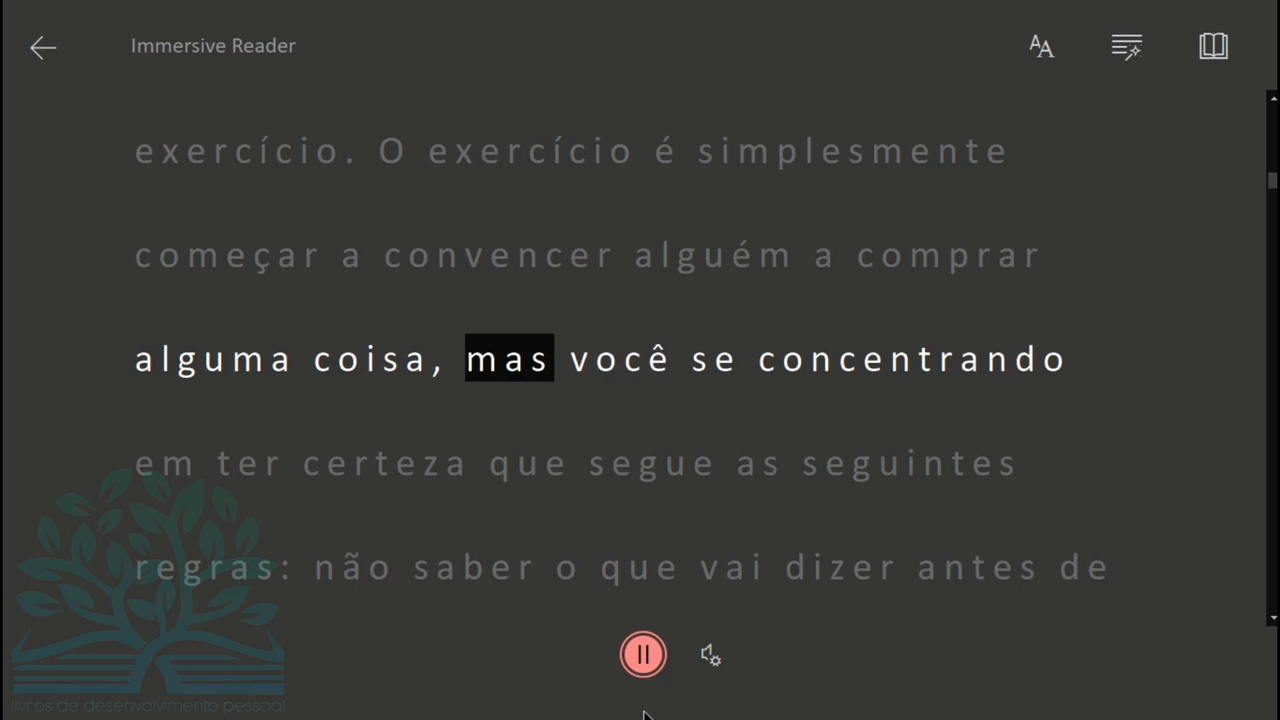 Immersive Reader
exercício. O exercício é simplesmente
começar a convencer alguém a comprar
alguma coisa, mas você se concentrando
em ter certeza que segue as seguintes
regras: não saber o que vai dizer antes de
livros de desenvolvimento pessoal